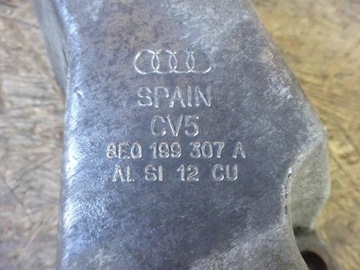 SPAIN
CV5
8E0 199 307 A
AL SI 12 CU